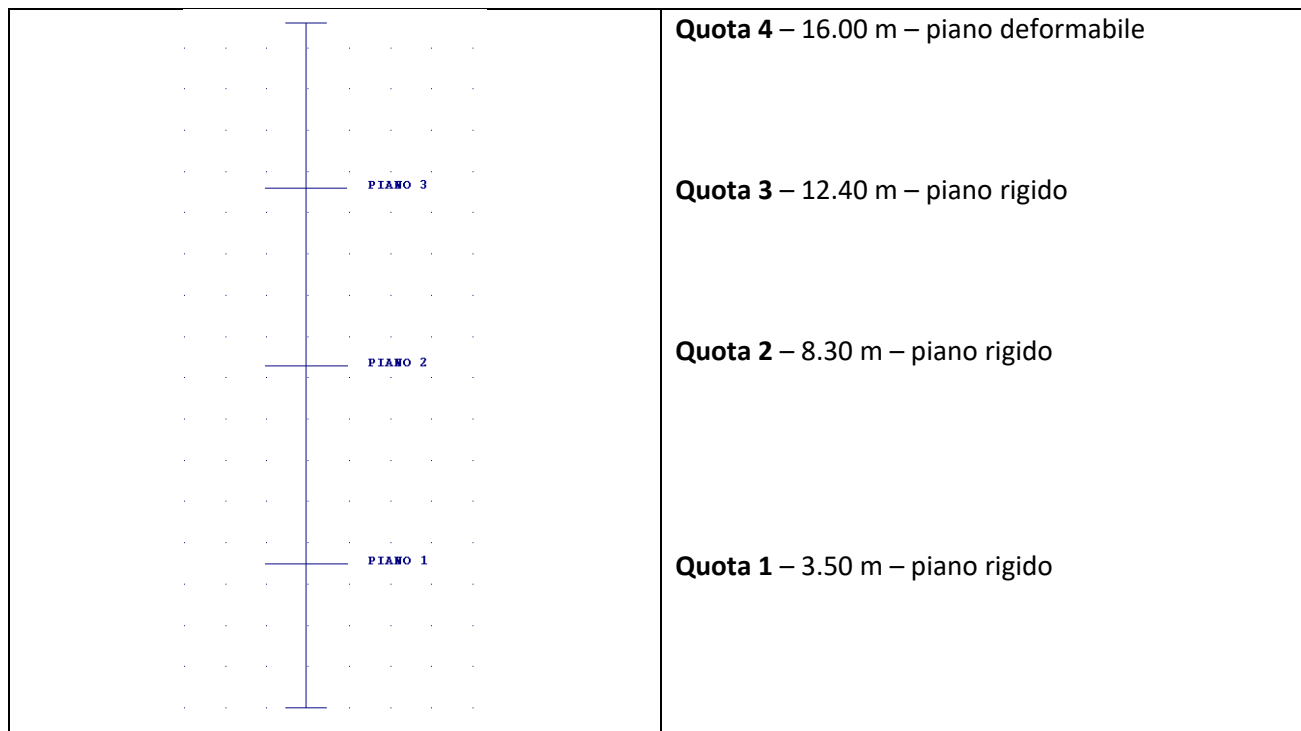 Quota 4 – 16.00 m – piano deformabile
PIANO 3
Quota 3 – 12.40 m – piano rigido
PIANO 2
Quota 2 – 8.30 m – piano rigido
PIANO 1
Quota 1 – 3.50 m – piano rigido